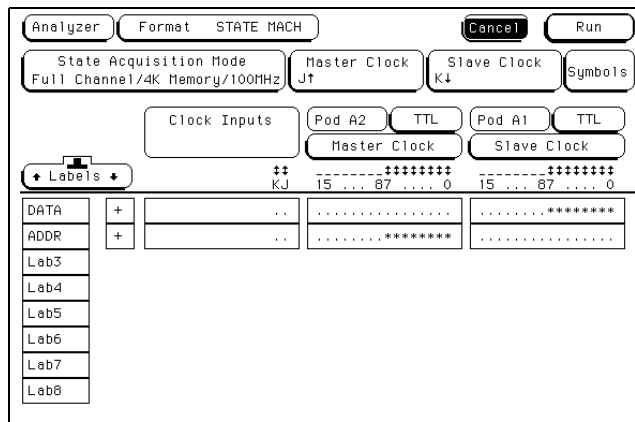 Analyzer Format STATE MACH Cancel Run
State Acquisition Mode Master Clock Slave Clock Symbols
Full Channel/4K Memory/100MHz J↑ K↓
Clock Inputs Pod A2 TTL Pod A1 TTL
Master Clock Slave Clock
↑ Labels ↓ ↕↕ --------↕↕↕↕↕↕↕↕ --------↕↕↕↕↕↕↕↕
KJ 15 ... 87 .... 0 15 ... 87 .... 0
DATA + .. ................ ........********
ADDR + .. ........******** ................
Lab3
Lab4
Lab5
Lab6
Lab7
Lab8